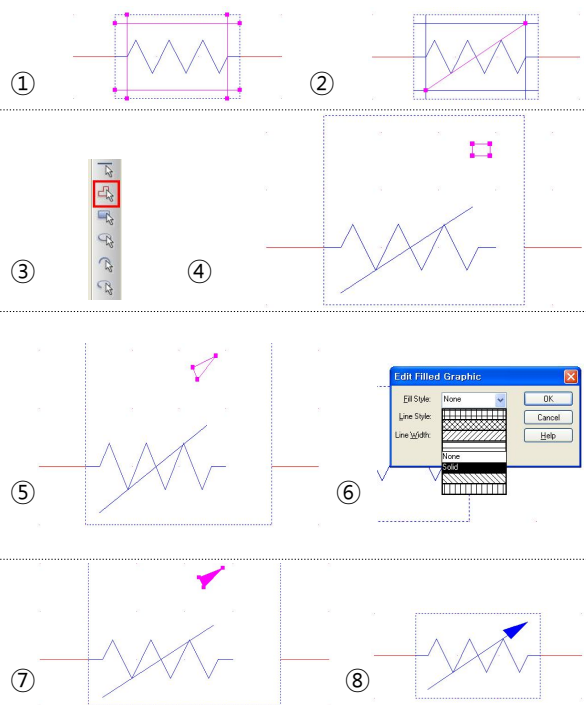 ①
②
③
④
⑤
⑥
Edit Filled Graphic
Fill Style: None
OK
Line Style:
Cancel
Line Width:
Help
None
Solid
⑦
⑧